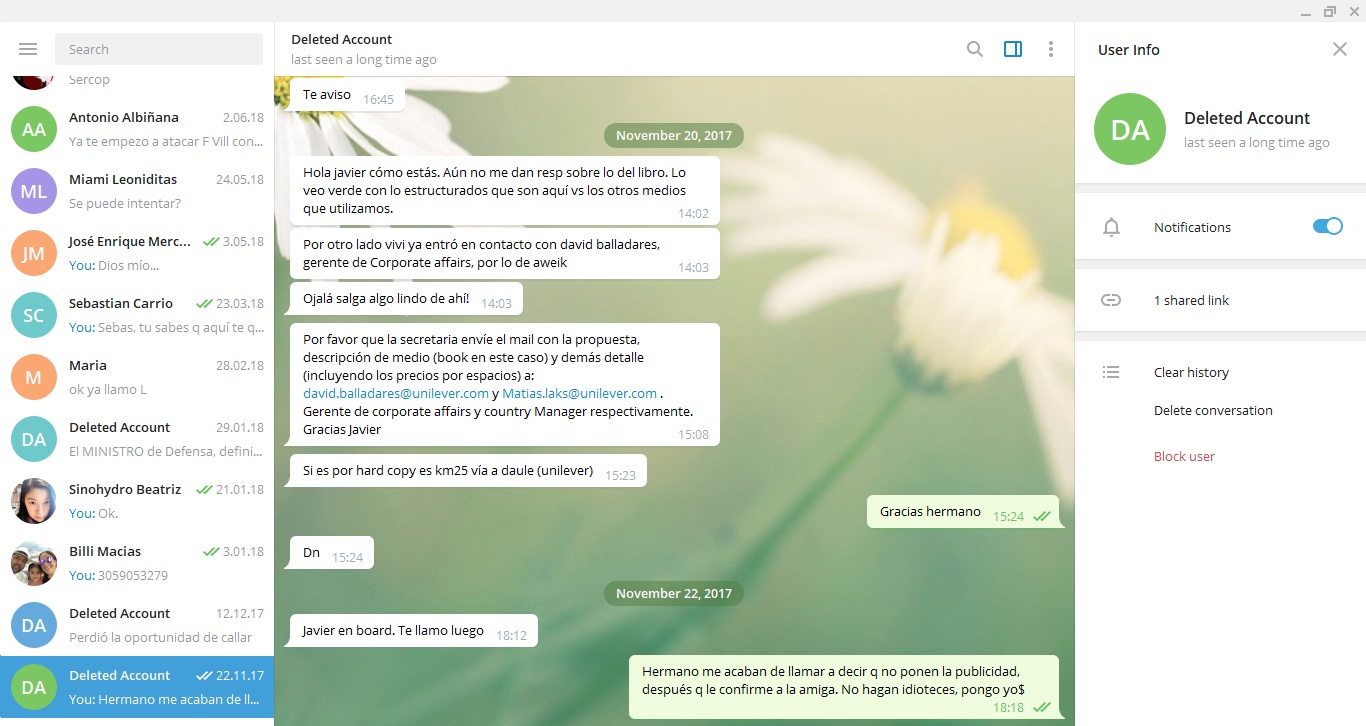 Search
Sercop
AA
Antonio Albiñana 2.06.18
Ya te empezo a atacar F Vill con...
ML
Miami Leoniditas 24.05.18
Se puede intentar?
JM
José Enrique Merc... 3.05.18
You: Dios mío...
SC
Sebastian Carrio 23.03.18
You: Sebas, tu sabes q aquí te q...
M
Maria 28.02.18
ok ya llamo L
DA
Deleted Account 29.01.18
El MINISTRO de Defensa, defini...
Sinohydro Beatriz 21.01.18
You: Ok.
Billi Macias 3.01.18
You: 3059053279
DA
Deleted Account 12.12.17
Perdió la oportunidad de callar
DA
Deleted Account 22.11.17
You: Hermano me acaban de ll...
Deleted Account
last seen a long time ago
Te aviso 16:45
November 20, 2017
Hola javier cómo estás. Aún no me dan resp sobre lo del libro. Lo
veo verde con lo estructurados que son aquí vs los otros medios
que utilizamos. 14:02
Por otro lado vivi ya entró en contacto con david balladares,
gerente de Corporate affairs, por lo de aweik 14:03
Ojalá salga algo lindo de ahí! 14:03
Por favor que la secretaria envíe el mail con la propuesta,
descripción de medio (book en este caso) y demás detalle
(incluyendo los precios por espacios) a:
david.balladares@unilever.com y Matias.laks@unilever.com .
Gerente de corporate affairs y country Manager respectivamente.
Gracias Javier 15:08
Si es por hard copy es km25 vía a daule (unilever) 15:23
Gracias hermano 15:24
Dn 15:24
November 22, 2017
Javier en board. Te llamo luego 18:12
Hermano me acaban de llamar a decir q no ponen la publicidad,
después q le confirme a la amiga. No hagan idioteces, pongo yo$
18:18
User Info
DA
Deleted Account
last seen a long time ago
Notifications
1 shared link
Clear history
Delete conversation
Block user